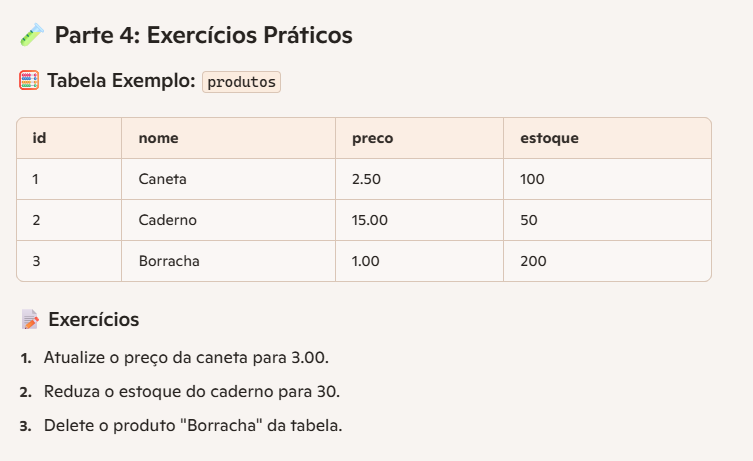 Parte 4: Exercícios Práticos
Tabela Exemplo: produtos
id nome preco estoque
1 Caneta 2.50 100
2 Caderno 15.00 50
3 Borracha 1.00 200
Exercícios
1. Atualize o preço da caneta para 3.00.
2. Reduza o estoque do caderno para 30.
3. Delete o produto "Borracha" da tabela.